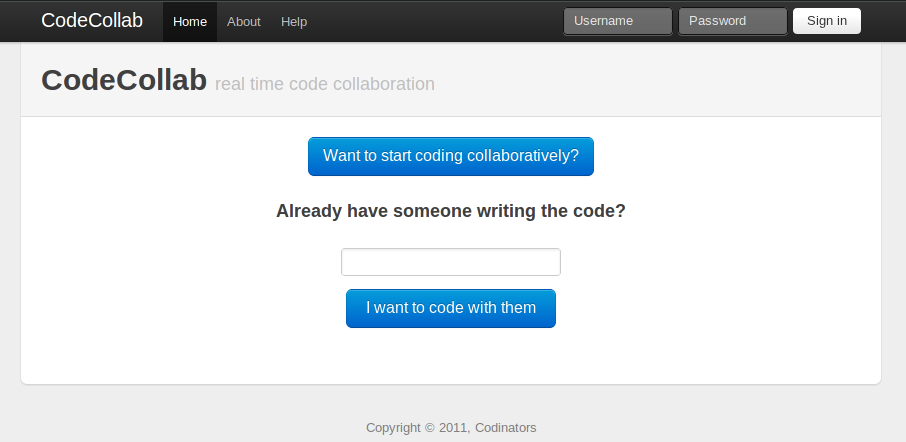 CodeCollab Home About Help Username Password Sign in
CodeCollab real time code collaboration
Want to start coding collaboratively?
Already have someone writing the code?
I want to code with them
Copyright © 2011, Codinators